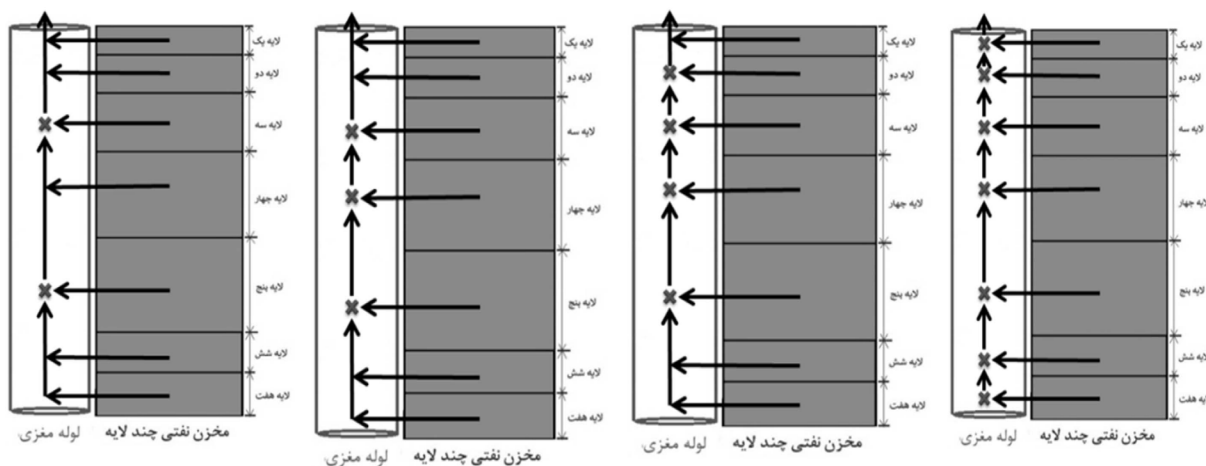 لایه یک
لایه دو
لایه سه
لایه چهار
لایه پنج
لایه شش
لایه هفت
لوله مغزی مخزن نفتی چند لایه
لایه یک
لایه دو
لایه سه
لایه چهار
لایه پنج
لایه شش
لایه هفت
لوله مغزی مخزن نفتی چند لایه
لایه یک
لایه دو
لایه سه
لایه چهار
لایه پنج
لایه شش
لایه هفت
لوله مغزی مخزن نفتی چند لایه
لایه یک
لایه دو
لایه سه
لایه چهار
لایه پنج
لایه شش
لایه هفت
لوله مغزی مخزن نفتی چند لایه